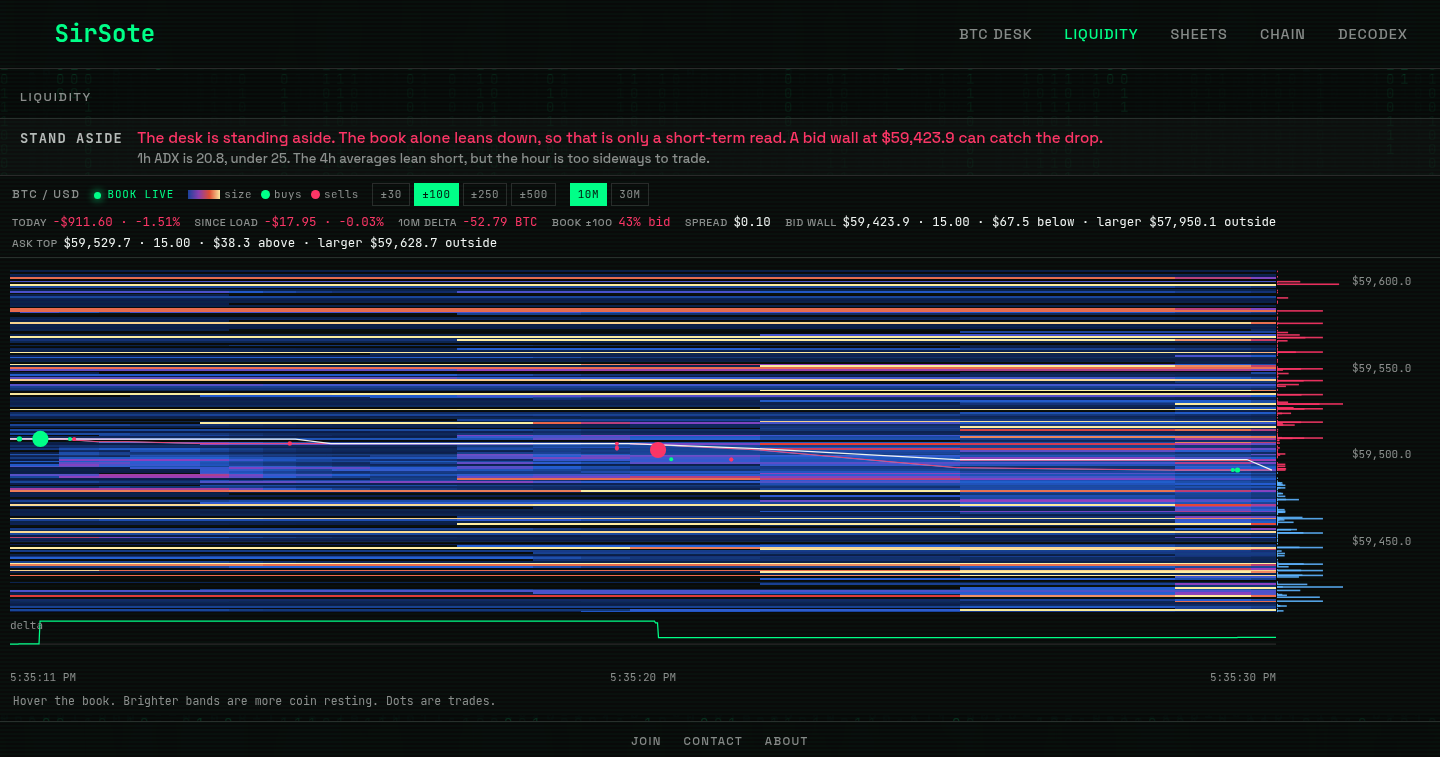 SirSote
BTC DESK LIQUIDITY SHEETS CHAIN DECODEX
LIQUIDITY
STAND ASIDE The desk is standing aside. The book alone leans down, so that is only a short-term read. A bid wall at $59,423.9 can catch the drop.
1h ADX is 20.8, under 25. The 4h averages lean short, but the hour is too sideways to trade.
BTC / USD BOOK LIVE size buys sells ±30 ±100 ±250 ±500 10M 30M
TODAY -$911.60 · -1.51% SINCE LOAD -$17.95 · -0.03% 10M DELTA -52.79 BTC BOOK ±100 43% bid SPREAD $0.10 BID WALL $59,423.9 · 15.00 · $67.5 below · larger $57,950.1 outside
ASK TOP $59,529.7 · 15.00 · $38.3 above · larger $59,628.7 outside
$59,600.0
$59,550.0
$59,500.0
$59,450.0
delta
5:35:11 PM 5:35:20 PM 5:35:30 PM
Hover the book. Brighter bands are more coin resting. Dots are trades.
JOIN CONTACT ABOUT